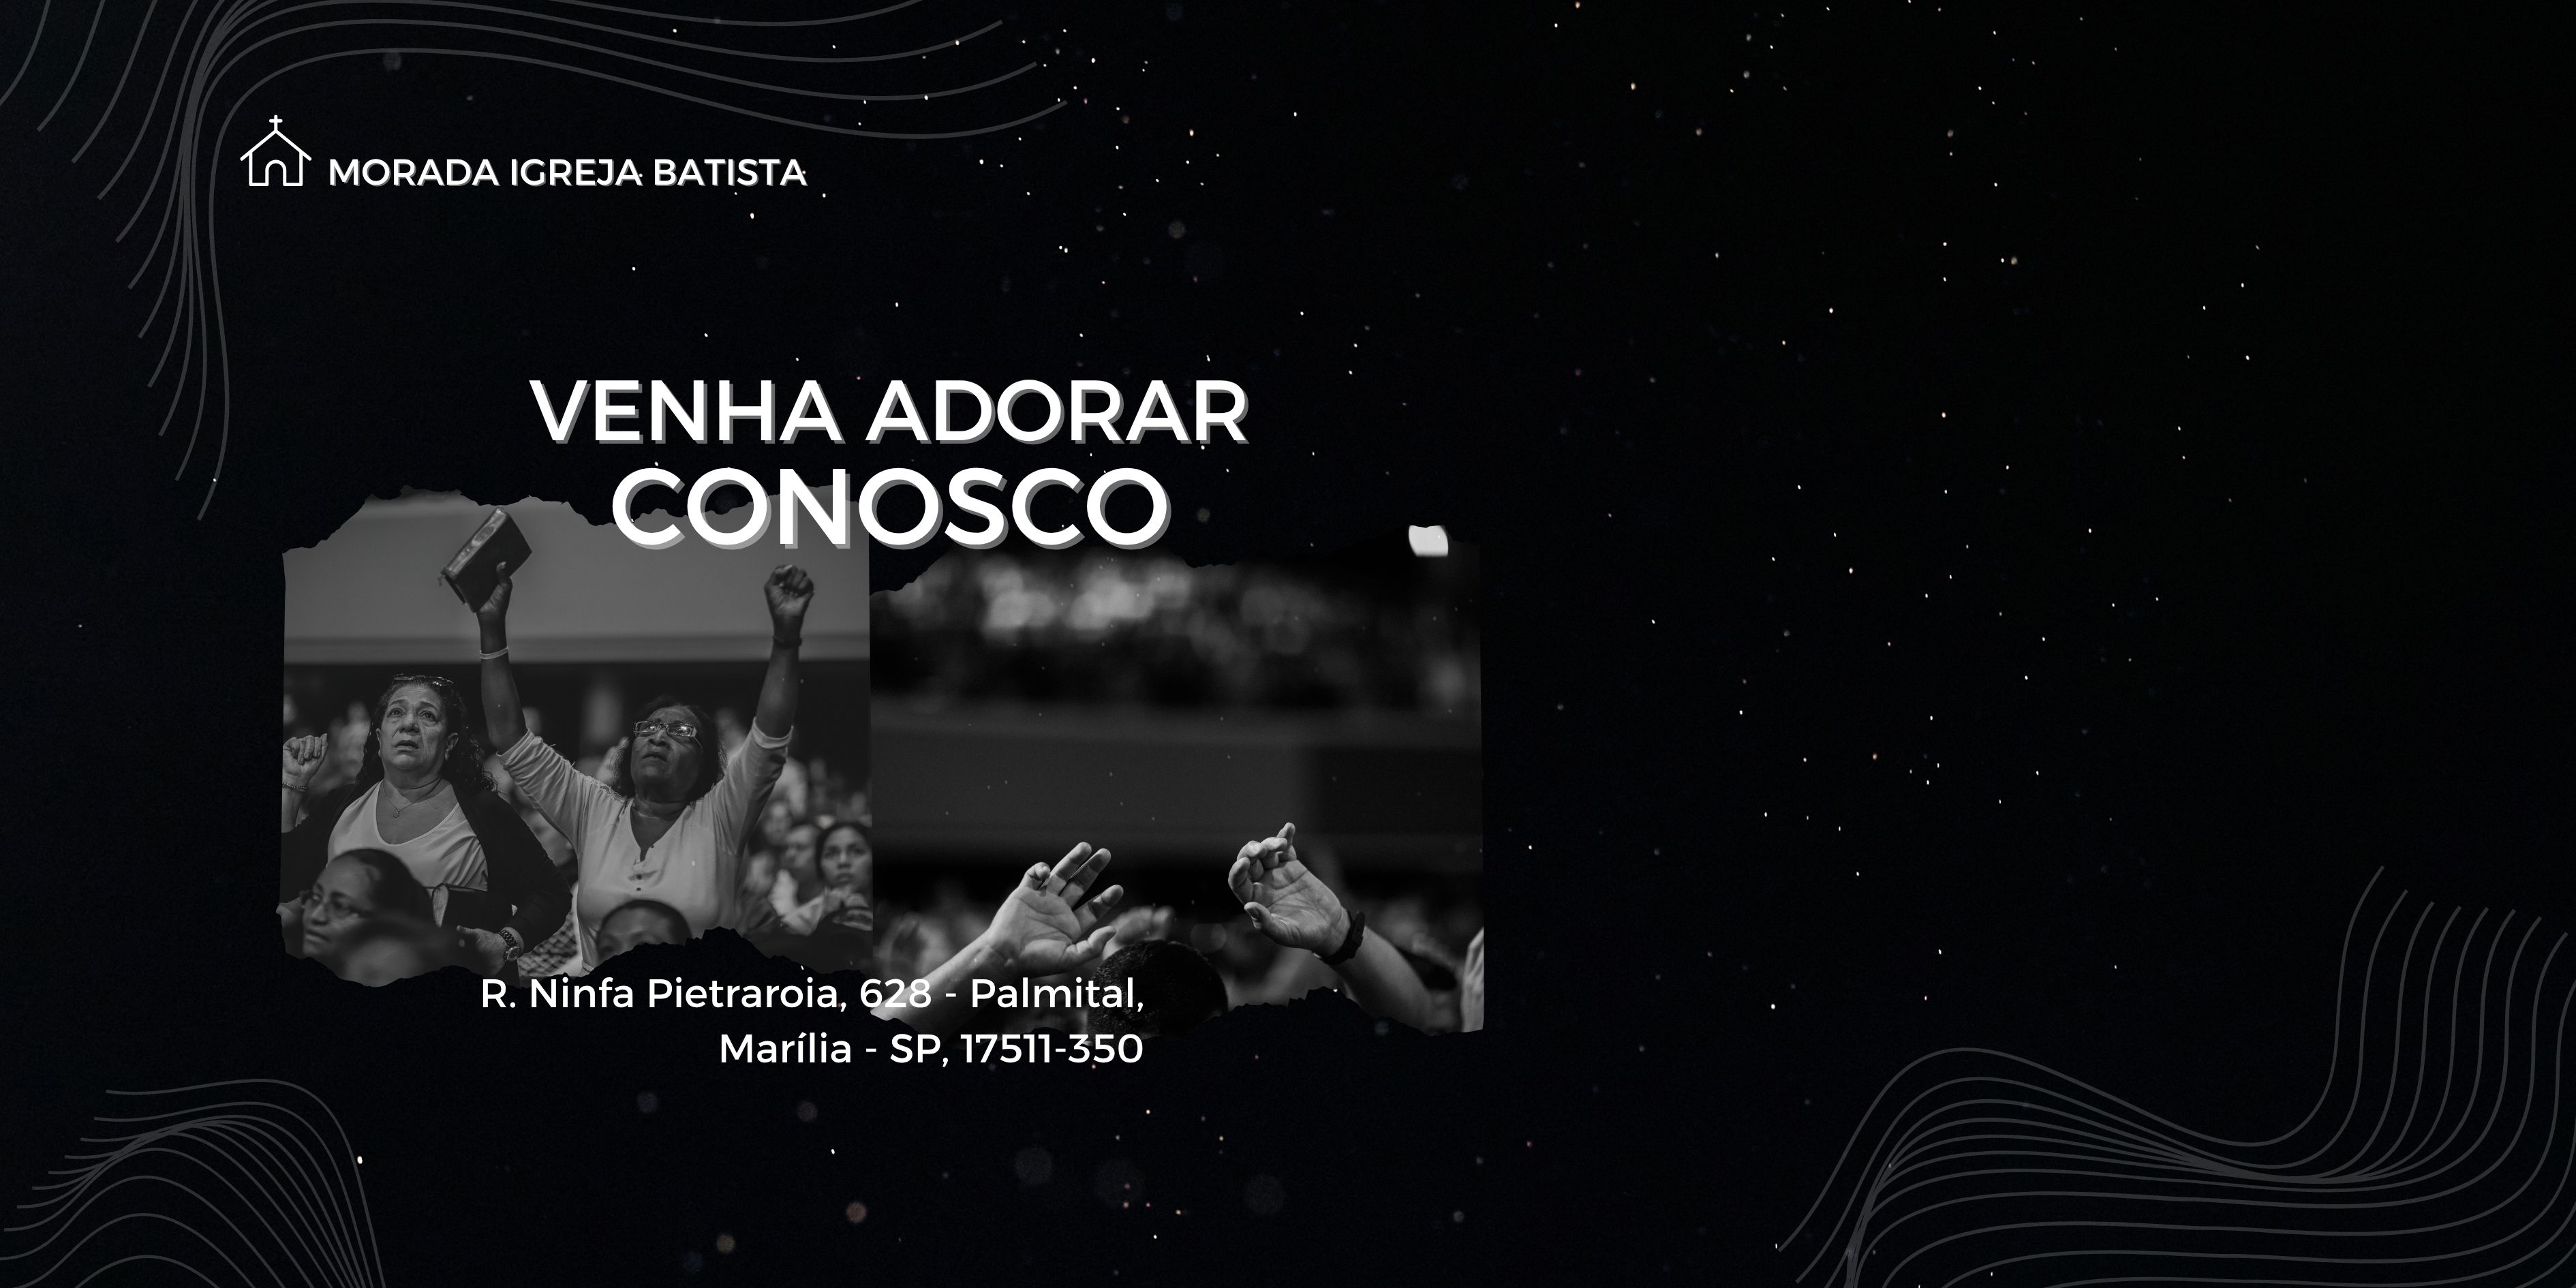 MORADA IGREJA BATISTA
VENHA ADORAR
CONOSCO
R. Ninfa Pietraroia, 628 - Palmital,
Marília - SP, 17511-350